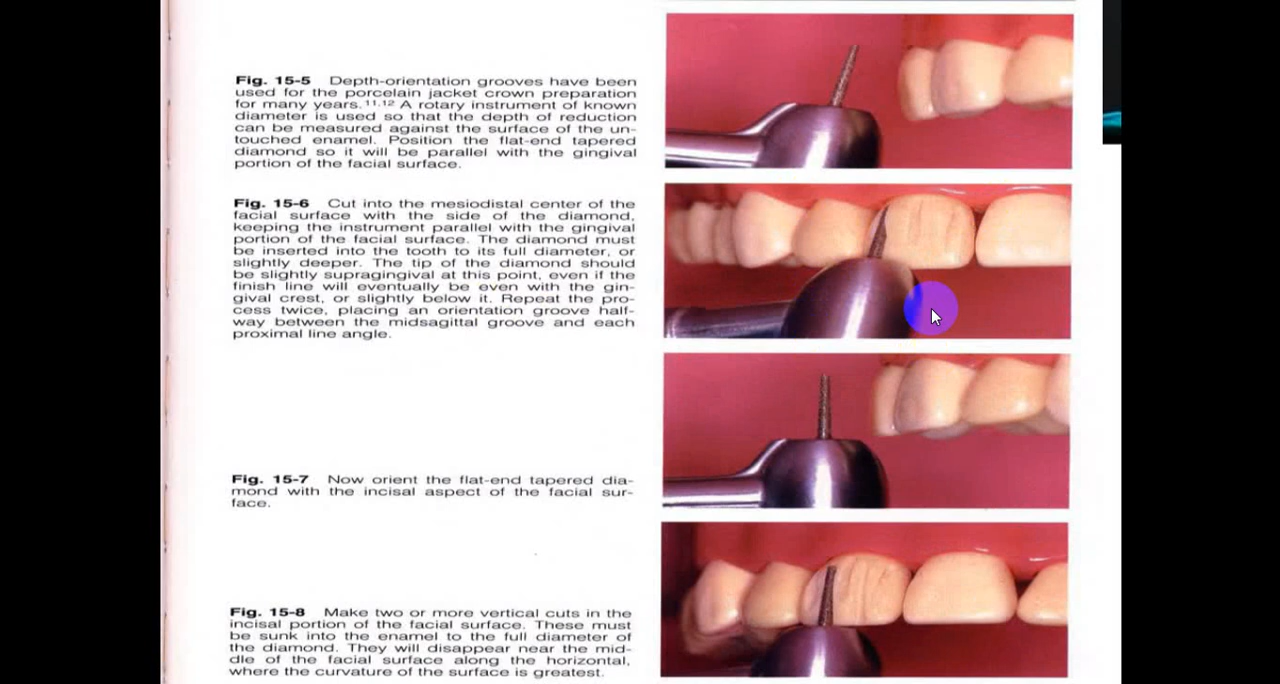 Fig. 15-5 Depth-orientation grooves have been
used for the porcelain jacket crown preparation
for many years.11,12 A rotary instrument of known
diameter is used so that the depth of reduction
can be measured against the surface of the un-
touched enamel. Position the flat-end tapered
diamond so it will be parallel with the gingival
portion of the facial surface.
Fig. 15-6 Cut into the mesiodistal center of the
facial surface with the side of the diamond,
keeping the instrument parallel with the gingival
portion of the facial surface. The diamond must
be inserted into the tooth to its full diameter, or
slightly deeper. The tip of the diamond should
be slightly supragingival at this point, even if the
finish line will eventually be even with the gin-
gival crest, or slightly below it. Repeat the pro-
cess twice, placing an orientation groove half-
way between the midsagittal groove and each
proximal line angle.
Fig. 15-7 Now orient the flat-end tapered dia-
mond with the incisal aspect of the facial sur-
face.
Fig. 15-8 Make two or more vertical cuts in the
incisal portion of the facial surface. These must
be sunk into the enamel to the full diameter of
the diamond. They will disappear near the mid-
dle of the facial surface along the horizontal,
where the curvature of the surface is greatest.